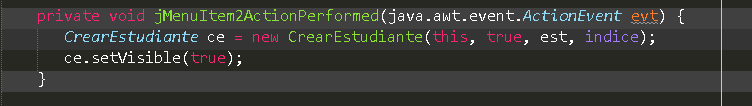 private void jMenuItem2ActionPerformed(java.awt.event.ActionEvent evt) {
CrearEstudiante ce = new CrearEstudiante(this, true, est, indice);
ce.setVisible(true);
}